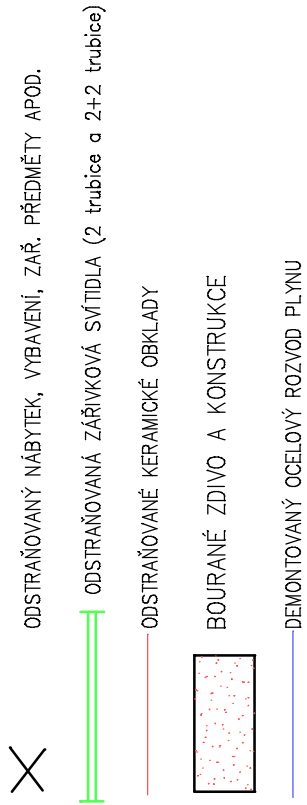 ODSTRAŇOVANÝ NÁBYTEK, VYBAVENÍ, ZAŘ. PŘEDMĚTY APOD.
ODSTRAŇOVANÁ ZÁŘIVKOVÁ SVÍTIDLA (2 trubice a 2+2 trubice)
ODSTRAŇOVANÉ KERAMICKÉ OBKLADY
BOURANÉ ZDIVO A KONSTRUKCE
DEMONTOVANÝ OCELOVÝ ROZVOD PLYNU